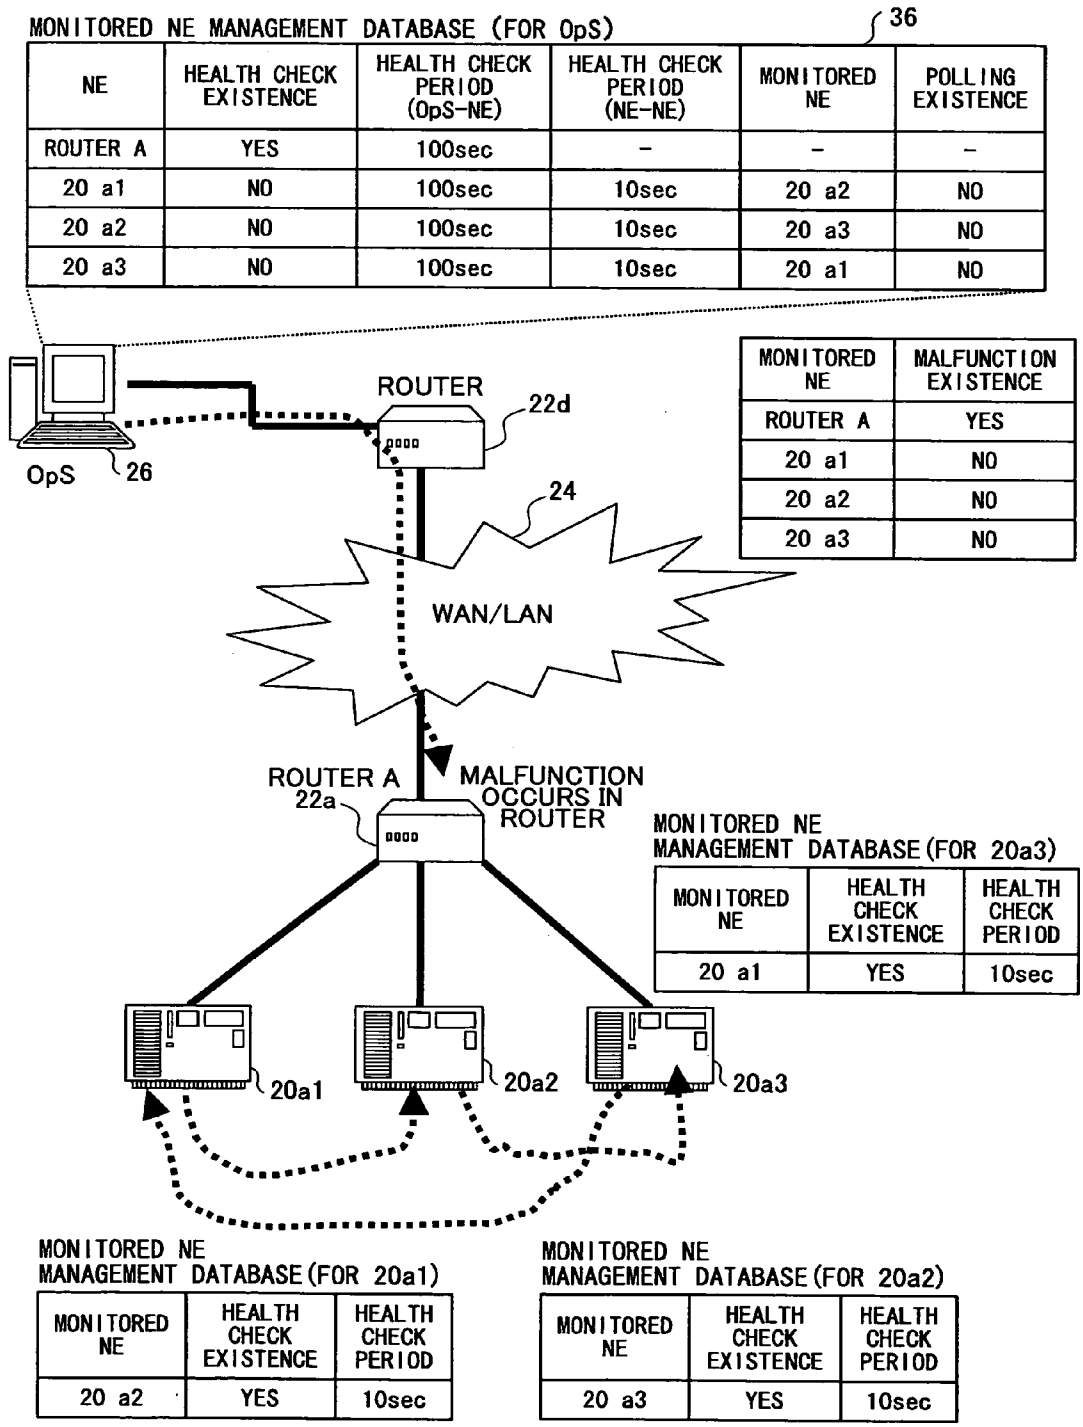 MONITORED NE MANAGEMENT DATABASE (FOR OpS)
36
NE | HEALTH CHECK EXISTENCE | HEALTH CHECK PERIOD (OpS-NE) | HEALTH CHECK PERIOD (NE-NE) | MONITORED NE | POLLING EXISTENCE
ROUTER A | YES | 100sec | - | - | -
20 a1 | NO | 100sec | 10sec | 20 a2 | NO
20 a2 | NO | 100sec | 10sec | 20 a3 | NO
20 a3 | NO | 100sec | 10sec | 20 a1 | NO
OpS
26
ROUTER
22d
MONITORED NE | MALFUNCTION EXISTENCE
ROUTER A | YES
20 a1 | NO
20 a2 | NO
20 a3 | NO
24
WAN/LAN
ROUTER A
22a
MALFUNCTION
OCCURS IN
ROUTER
MONITORED NE
MANAGEMENT DATABASE(FOR 20a3)
MONITORED NE | HEALTH CHECK EXISTENCE | HEALTH CHECK PERIOD
20 a1 | YES | 10sec
20a1
20a2
20a3
MONITORED NE
MANAGEMENT DATABASE(FOR 20a1)
MONITORED NE | HEALTH CHECK EXISTENCE | HEALTH CHECK PERIOD
20 a2 | YES | 10sec
MONITORED NE
MANAGEMENT DATABASE(FOR 20a2)
MONITORED NE | HEALTH CHECK EXISTENCE | HEALTH CHECK PERIOD
20 a3 | YES | 10sec